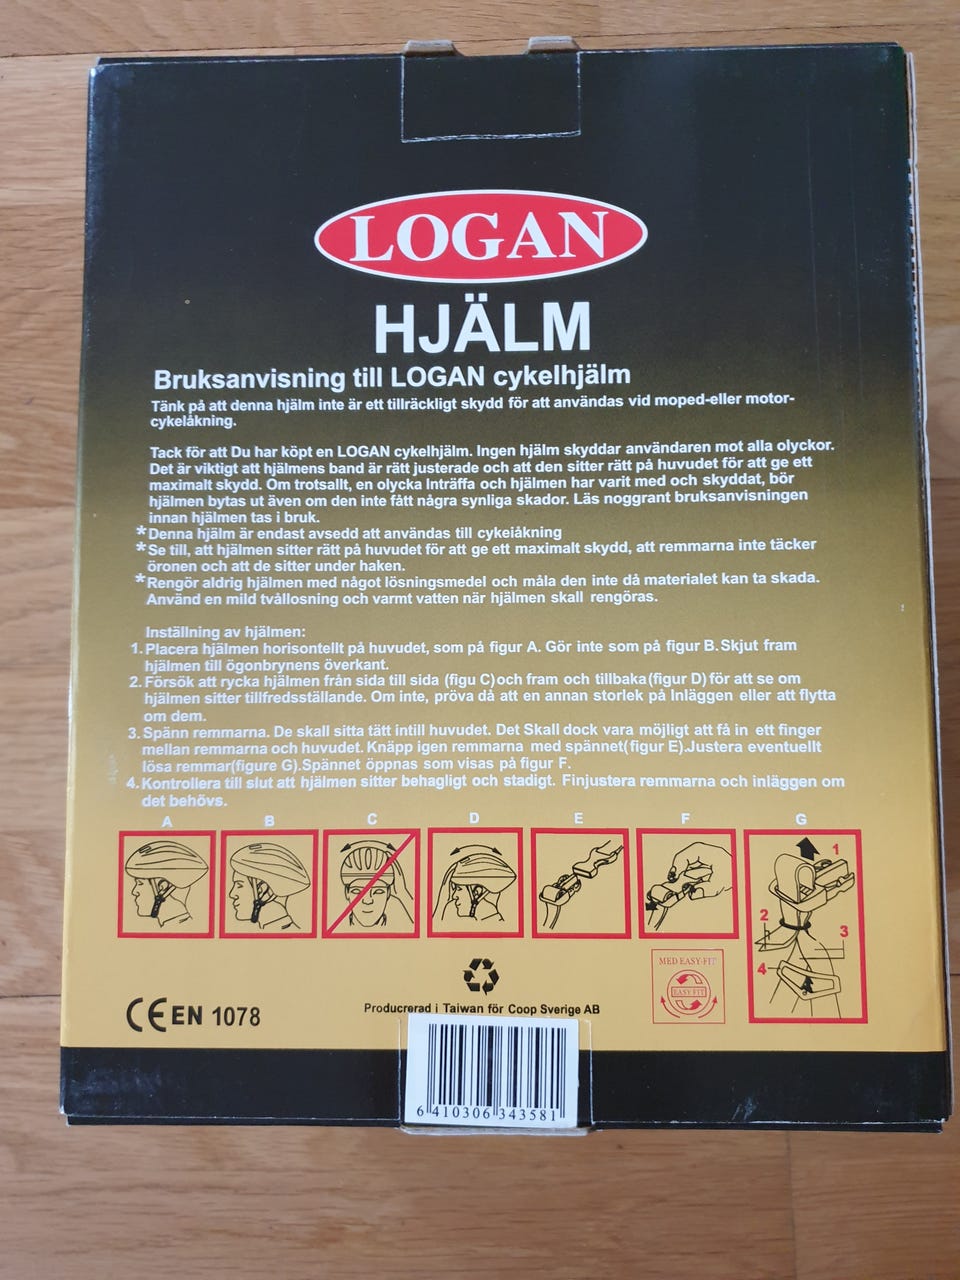 LOGAN
HJÄLM
Bruksanvisning till LOGAN cykelhjälm
Tänk på att denna hjälm inte är ett tillräckligt skydd för att användas vid moped-eller motor-
cykelåkning.
Tack för att Du har köpt en LOGAN cykelhjälm. Ingen hjälm skyddar användaren mot alla olyckor.
Det är viktigt att hjälmens band är rätt justerade och att den sitter rätt på huvudet för att ge ett
maximalt skydd. Om trotsallt, en olycka Inträffa och hjälmen har varit med och skyddat, bör
hjälmen bytas ut även om den inte fått några synliga skador. Läs noggrant bruksanvisningen
innan hjälmen tas i bruk.
*Denna hjälm är endast avsedd att användas till cykeiåkning
*Se till, att hjälmen sitter rätt på huvudet för att ge ett maximalt skydd, att remmarna inte täcker
öronen och att de sitter under haken.
*Rengör aldrig hjälmen med något lösningsmedel och måla den inte då materialet kan ta skada.
Använd en mild tvållosning och varmt vatten när hjälmen skall rengöras.
Inställning av hjälmen:
1. Placera hjälmen horisontellt på huvudet, som på figur A. Gör inte som på figur B. Skjut fram
hjälmen till ögonbrynens överkant.
2. Försök att rycka hjälmen från sida till sida (figu C)och fram och tillbaka(figur D) för att se om
hjälmen sitter tillfredsställande. Om inte, pröva då att en annan storlek på Inläggen eller att flytta
om dem.
3. Spänn remmarna. De skall sitta tätt intill huvudet. Det Skall dock vara möjligt att få in ett finger
mellan remmarna och huvudet. Knäpp igen remmarna med spännet(figur E).Justera eventuellt
lösa remmar(figure G).Spännet öppnas som visas på figur F.
4. Kontrollera till slut att hjälmen sitter behagligt och stadigt. Finjustera remmarna och inläggen om
det behövs.
A B C D E F G
1
2
3
4
MED EASY-FIT
EASY FIT
CE EN 1078
Producerad i Taiwan för Coop Sverige AB
6 410306 343581